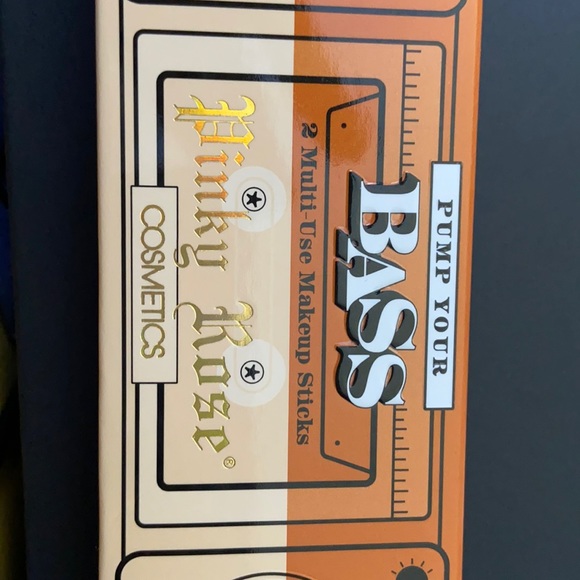 PUMP YOUR
BASS
2 Multi-Use Makeup Sticks
Pinky Rose®
COSMETICS